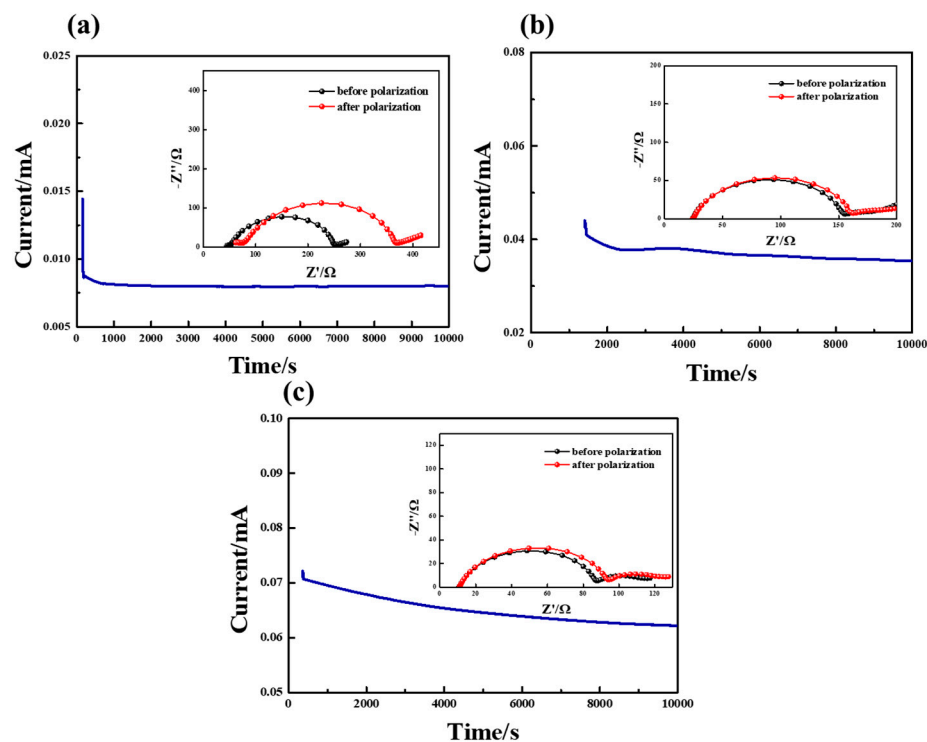 (a)
0.025
0.020
0.015
0.010
0.005
Current/mA
0 1000 2000 3000 4000 5000 6000 7000 8000 9000 10000
Time/s
400
300
200
100
0
-Z''/Ω
before polarization
after polarization
0 100 200 300 400
Z'/Ω
(b)
0.08
0.06
0.04
0.02
Current/mA
0 2000 4000 6000 8000 10000
Time/s
200
150
100
50
0
-Z''/Ω
before polarization
after polarization
0 50 100 150 200
Z'/Ω
(c)
0.10
0.09
0.08
0.07
0.06
0.05
Current/mA
0 2000 4000 6000 8000 10000
Time/s
120
100
80
60
40
20
0
-Z''/Ω
before polarization
after polarization
0 20 40 60 80 100 120
Z'/Ω